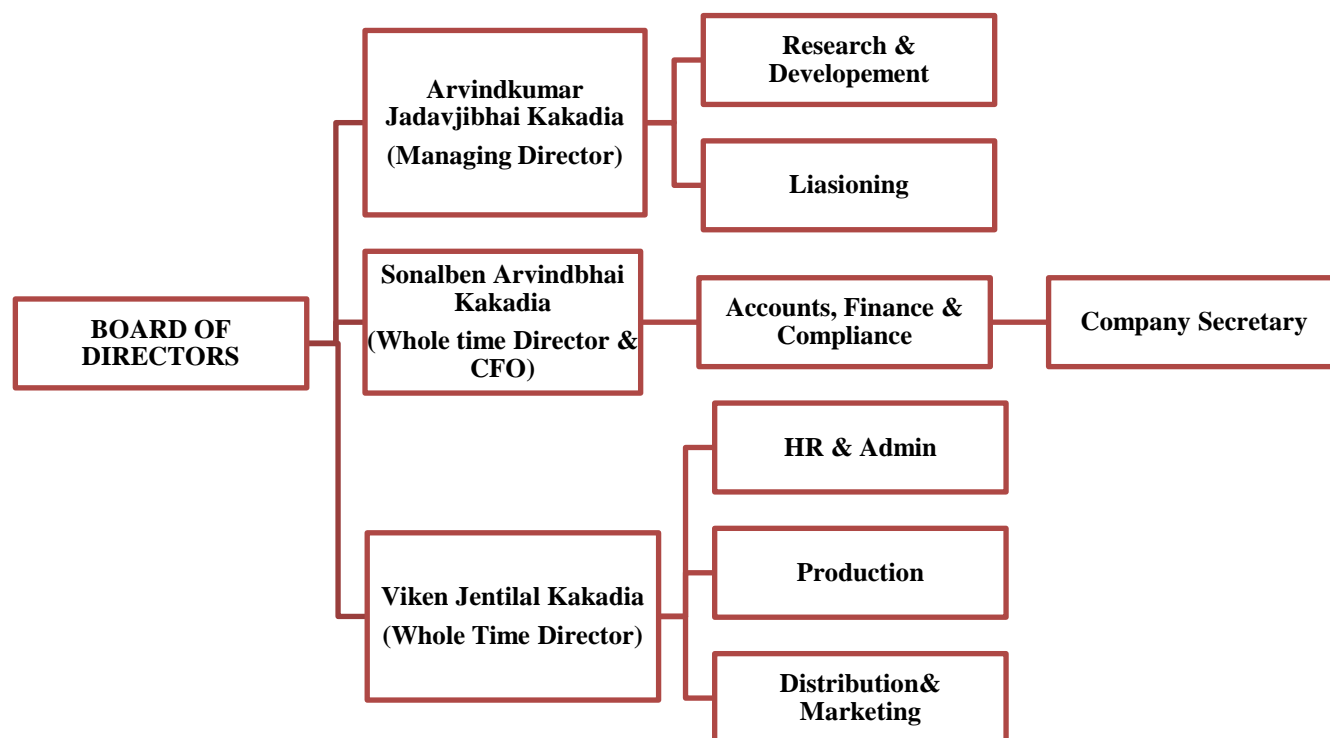 BOARD OF
DIRECTORS
Arvindkumar
Jadavjibhai Kakadia
(Managing Director)
Research &
Developement
Liasioning
Sonalben Arvindbhai
Kakadia
(Whole time Director &
CFO)
Accounts, Finance &
Compliance
Company Secretary
Viken Jentilal Kakadia
(Whole Time Director)
HR & Admin
Production
Distribution&
Marketing